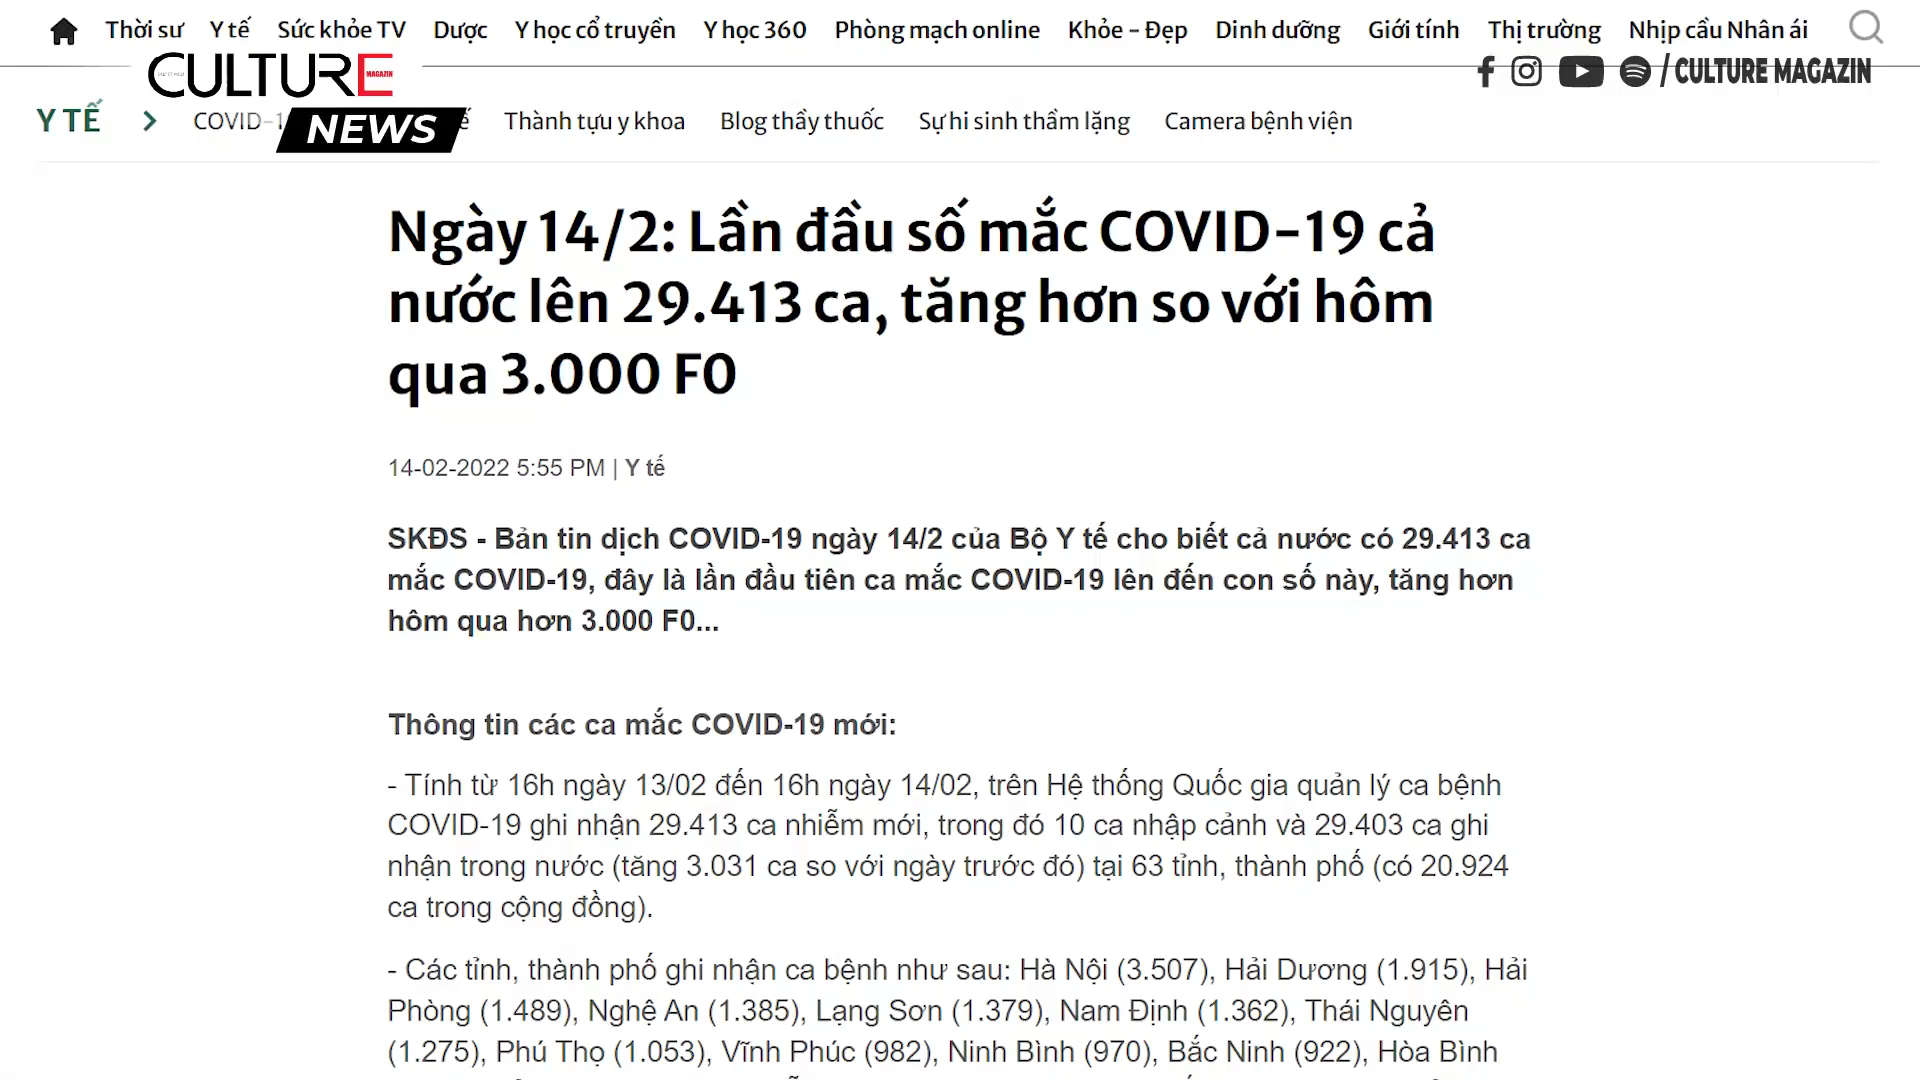 Thời sự Y tế Sức khỏe TV Dược Y học cổ truyền Y học 360 Phòng mạch online Khỏe - Đẹp Dinh dưỡng Giới tính Thị trường Nhịp cầu Nhân ái
CULTURE MAGAZIN
/ CULTURE MAGAZIN
Y TẾ COVID-1
NEWS
Thành tựu y khoa Blog thầy thuốc Sự hi sinh thầm lặng Camera bệnh viện
Ngày 14/2: Lần đầu số mắc COVID-19 cả
nước lên 29.413 ca, tăng hơn so với hôm
qua 3.000 F0
14-02-2022 5:55 PM | Y tế
SKĐS - Bản tin dịch COVID-19 ngày 14/2 của Bộ Y tế cho biết cả nước có 29.413 ca
mắc COVID-19, đây là lần đầu tiên ca mắc COVID-19 lên đến con số này, tăng hơn
hôm qua hơn 3.000 F0...
Thông tin các ca mắc COVID-19 mới:
- Tính từ 16h ngày 13/02 đến 16h ngày 14/02, trên Hệ thống Quốc gia quản lý ca bệnh
COVID-19 ghi nhận 29.413 ca nhiễm mới, trong đó 10 ca nhập cảnh và 29.403 ca ghi
nhận trong nước (tăng 3.031 ca so với ngày trước đó) tại 63 tỉnh, thành phố (có 20.924
ca trong cộng đồng).
- Các tỉnh, thành phố ghi nhận ca bệnh như sau: Hà Nội (3.507), Hải Dương (1.915), Hải
Phòng (1.489), Nghệ An (1.385), Lạng Sơn (1.379), Nam Định (1.362), Thái Nguyên
(1.275), Phú Thọ (1.053), Vĩnh Phúc (982), Ninh Bình (970), Bắc Ninh (922), Hòa Bình